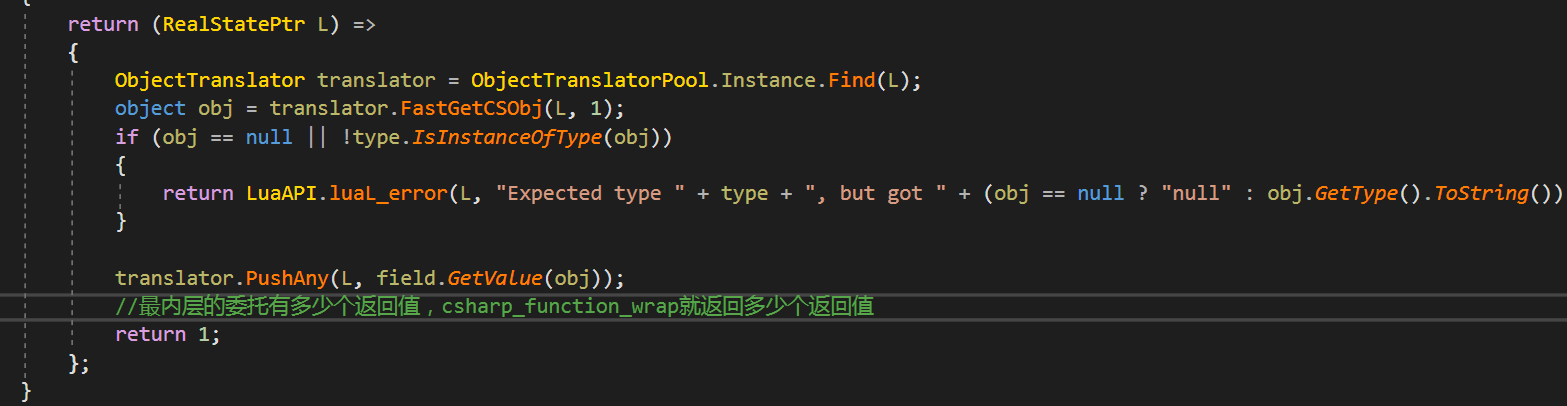 {
return (RealStatePtr L) =>
{
ObjectTranslator translator = ObjectTranslatorPool.Instance.Find(L);
object obj = translator.FastGetCSObj(L, 1);
if (obj == null || !type.IsInstanceOfType(obj))
{
return LuaAPI.luaL_error(L, "Expected type " + type + ", but got " + (obj == null ? "null" : obj.GetType().ToString())
}
translator.PushAny(L, field.GetValue(obj));
//最内层的委托有多少个返回值，csharp_function_wrap就返回多少个返回值
return 1;
};
}